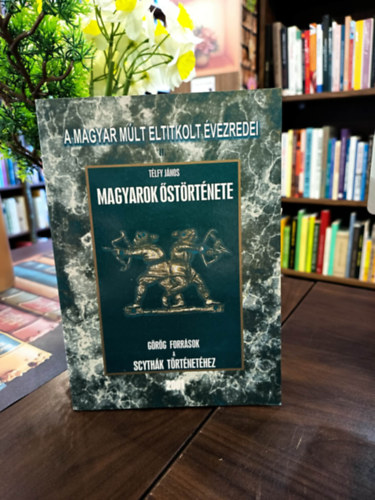 A MAGYAR MÚLT ELTITKOLT ÉVEZREDEI
TÉLFY JÁNOS
MAGYAROK ŐSTÖRTÉNETE
GÖRÖG FORRÁSOK
A
SCYTHÁK TÖRTÉNETÉHEZ